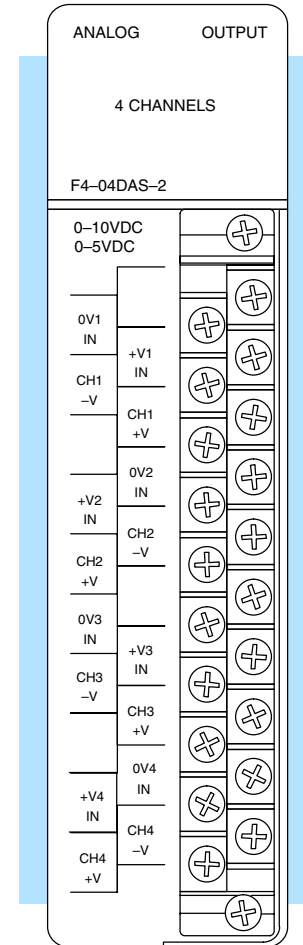 ANALOG OUTPUT
4 CHANNELS
F4–04DAS–2
0–10VDC
0–5VDC
0V1
IN
+V1
IN
CH1
–V
CH1
+V
0V2
IN
+V2
IN
CH2
–V
CH2
+V
0V3
IN
+V3
IN
CH3
–V
CH3
+V
0V4
IN
+V4
IN
CH4
–V
CH4
+V